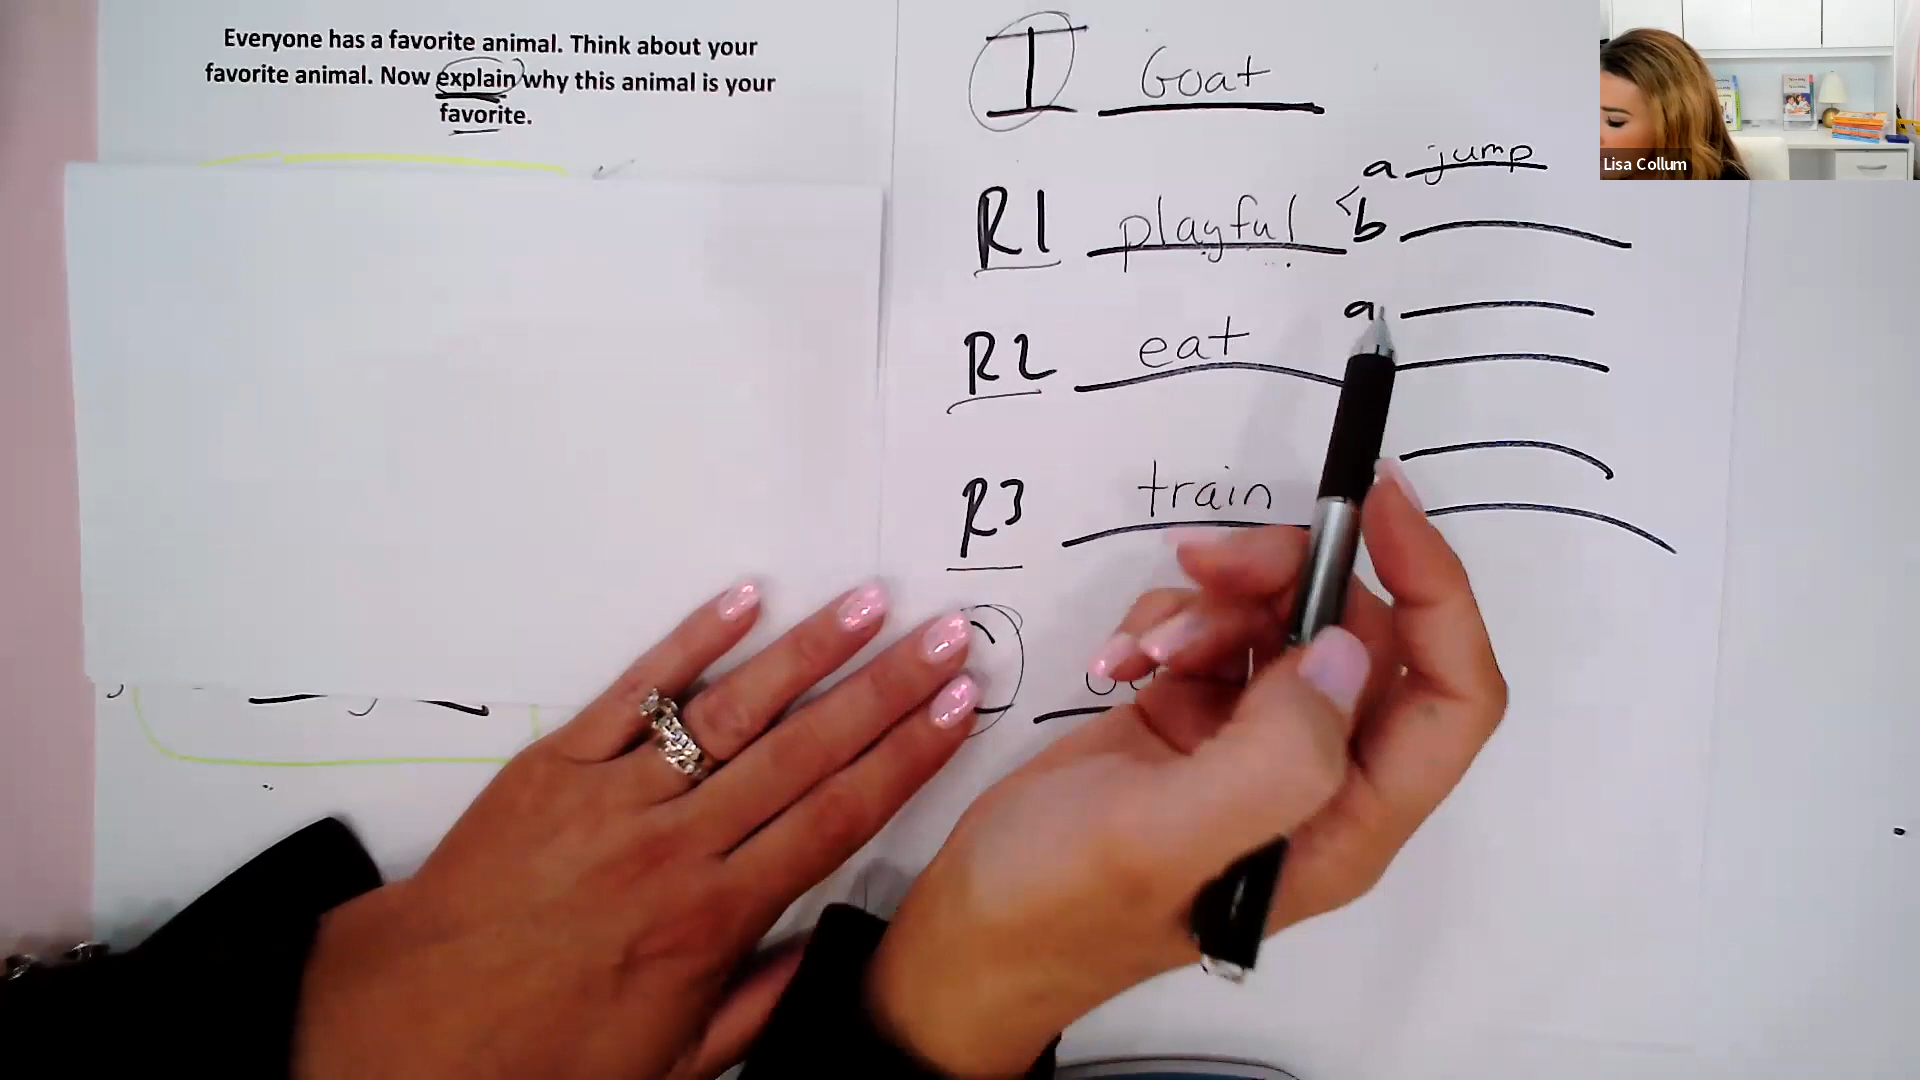 Everyone has a favorite animal. Think about your
favorite animal. Now explain why this animal is your
favorite.
I Goat
a jump
R1 playful b
a
R2 eat
R3 train
Lisa Collum